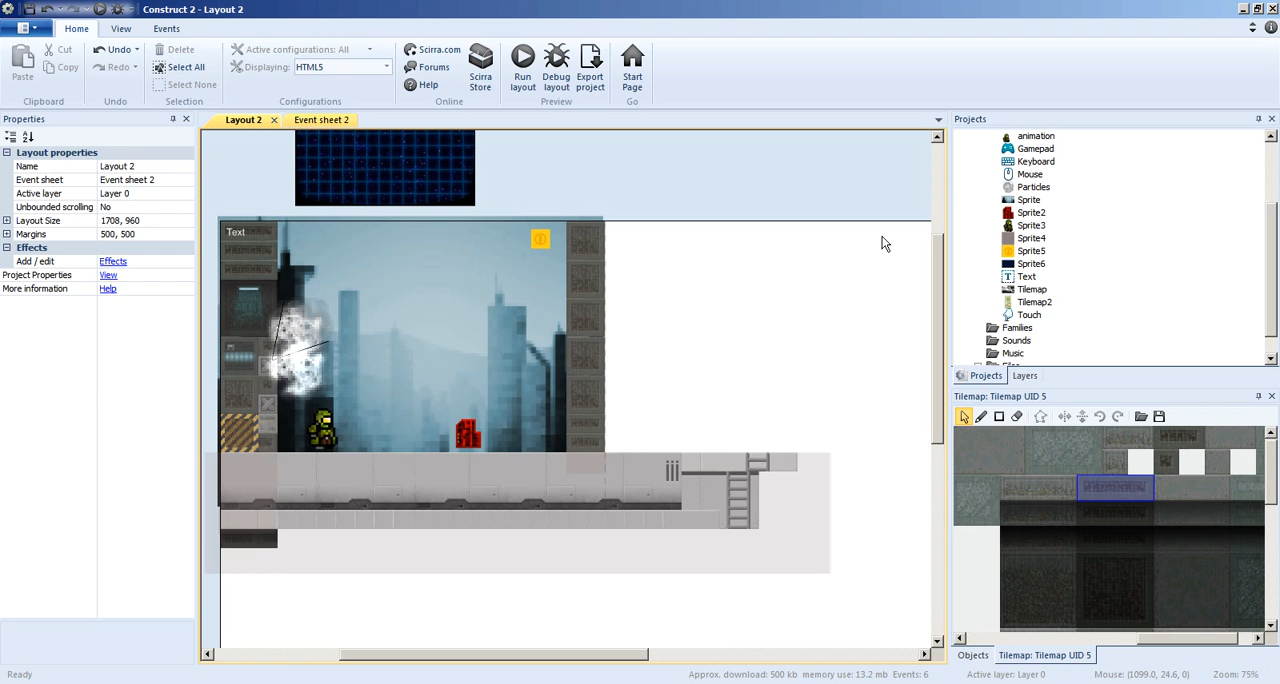 Construct 2 - Layout 2
Home View Events
Paste
Cut
Copy
Clipboard
Undo
Redo
Undo
Delete
Select All
Select None
Selection
Active configurations: All
Displaying: HTML5
Configurations
Scirra.com
Forums
Help
Scirra Store
Online
Run layout
Debug layout
Export project
Preview
Start Page
Go
Properties
Layout 2
Event sheet 2
Projects
Layout properties
Name Layout 2
Event sheet Event sheet 2
Active layer Layer 0
Unbounded scrolling No
Layout Size 1708, 960
Margins 500, 500
Effects
Add / edit Effects
Project Properties View
More information Help
Text
animation
Gamepad
Keyboard
Mouse
Particles
Sprite
Sprite2
Sprite3
Sprite4
Sprite5
Sprite6
Text
Tilemap
Tilemap2
Touch
Families
Sounds
Music
Projects Layers
Tilemap: Tilemap UID 5
Objects Tilemap: Tilemap UID 5
Ready
Approx. download: 500 kb memory use: 13.2 mb Events: 6
Active layer: Layer 0
Mouse: (1099.0, 24.6, 0)
Zoom: 75%